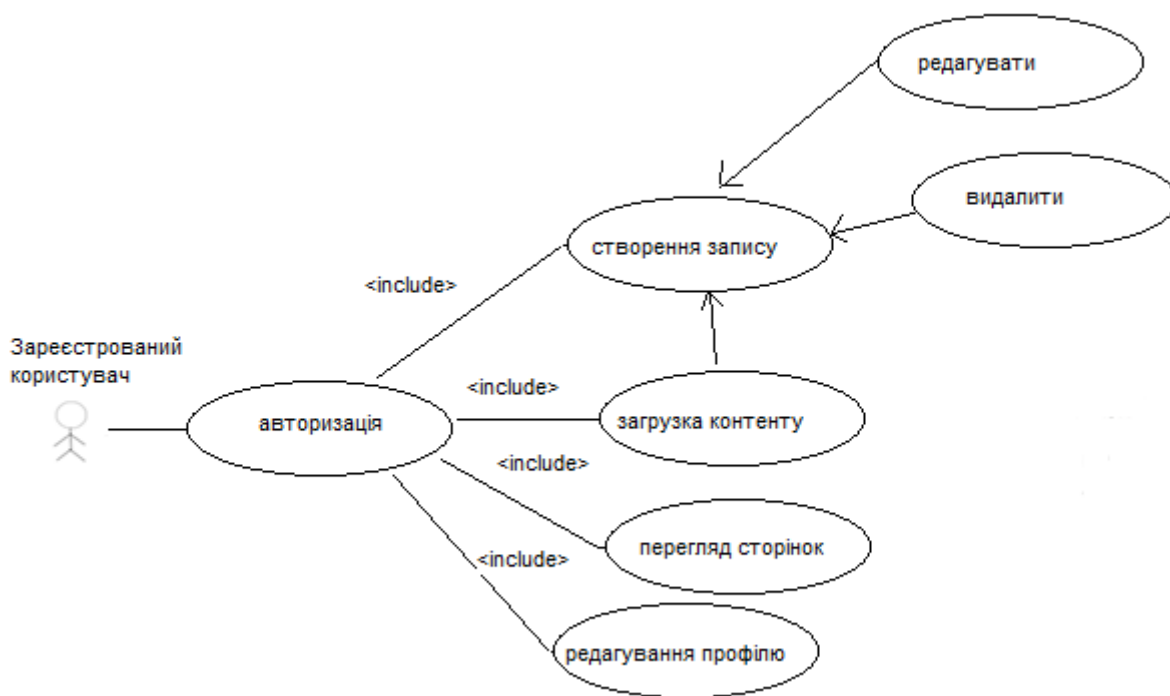 редагувати
видалити
створення запису
<include>
Зареєстрований
користувач
<include>
авторизація
загрузка контенту
<include>
перегляд сторінок
<include>
редагування профілю